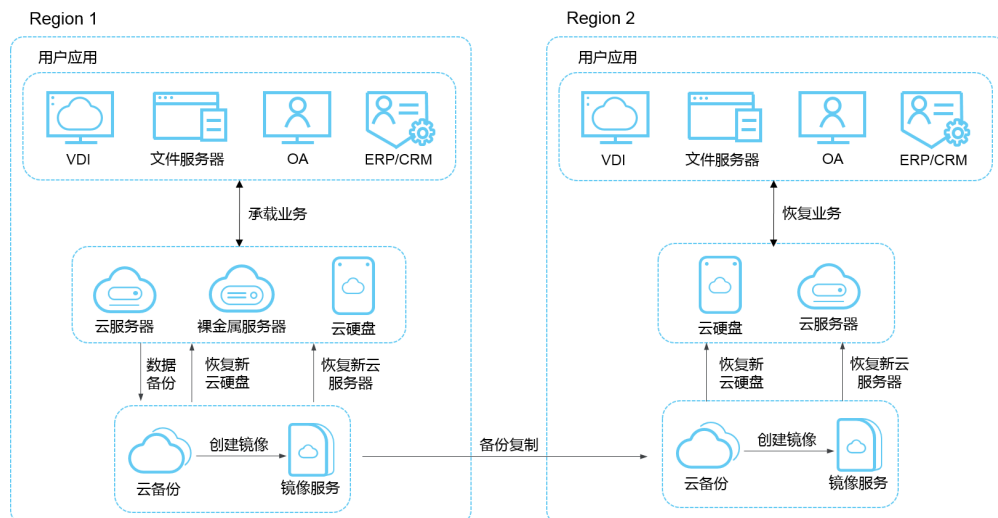 Region 1
用户应用
VDI
文件服务器
OA
ERP/CRM
承载业务
云服务器
裸金属服务器
云硬盘
数据
备份
恢复新
云硬盘
恢复新云
服务器
创建镜像
云备份
镜像服务
备份复制
Region 2
用户应用
VDI
文件服务器
OA
ERP/CRM
恢复业务
云硬盘
云服务器
恢复新
云硬盘
恢复新云
服务器
创建镜像
云备份
镜像服务